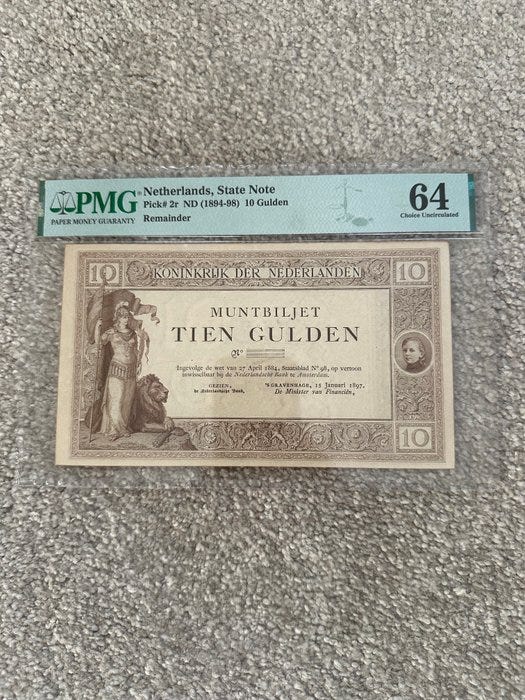 PMG
PAPER MONEY GUARANTY
Netherlands, State Note
Pick# 2r ND (1894-98) 10 Gulden
Remainder
64
Choice Uncirculated
10 KONINKRIJK DER NEDERLANDEN 10
MUNTBILJET
TIEN GULDEN
No
Ingevolge de wet van 27 April 1884, Staatsblad No 98, op vertoon
inwisselbaar bij de Nederlandsche Bank te Amsterdam.
GEZIEN,
de Nederlandsche Bank,
'SGRAVENHAGE, 15 Januari 1897.
De Minister van Financiën,
10